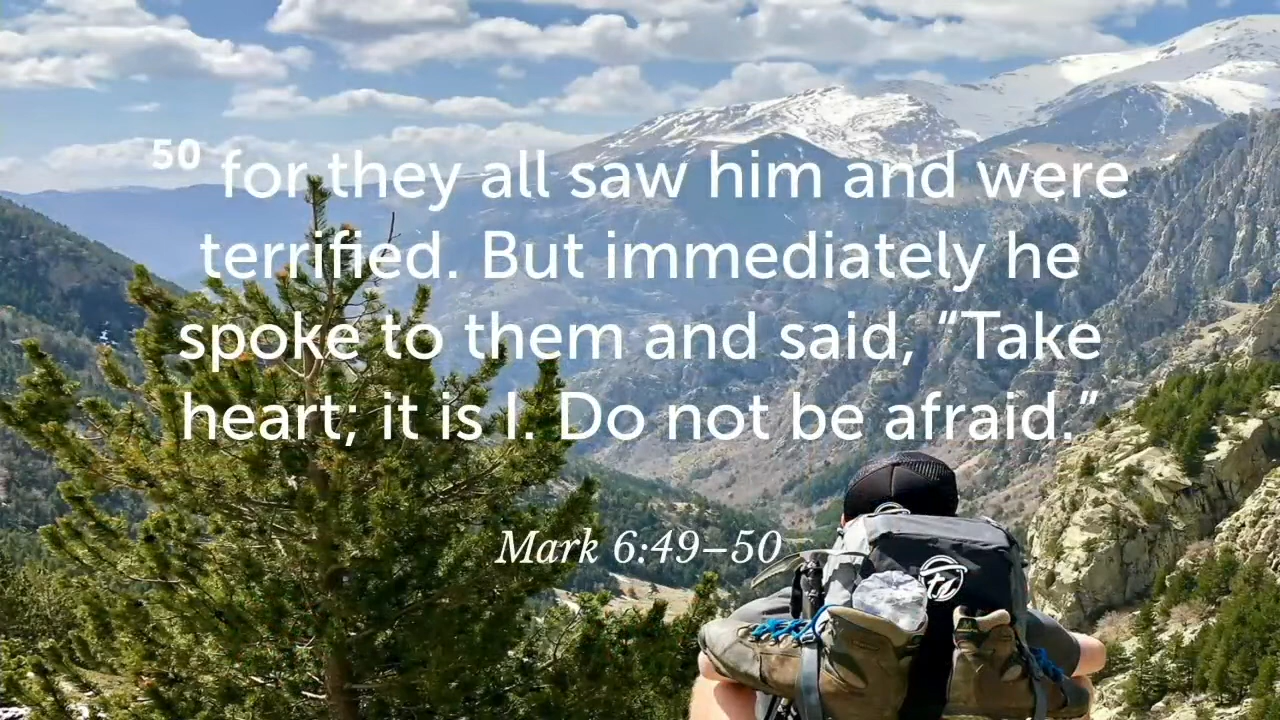 50 for they all saw him and were
terrified. But immediately he
spoke to them and said, “Take
heart; it is I. Do not be afraid.”
Mark 6:49–50